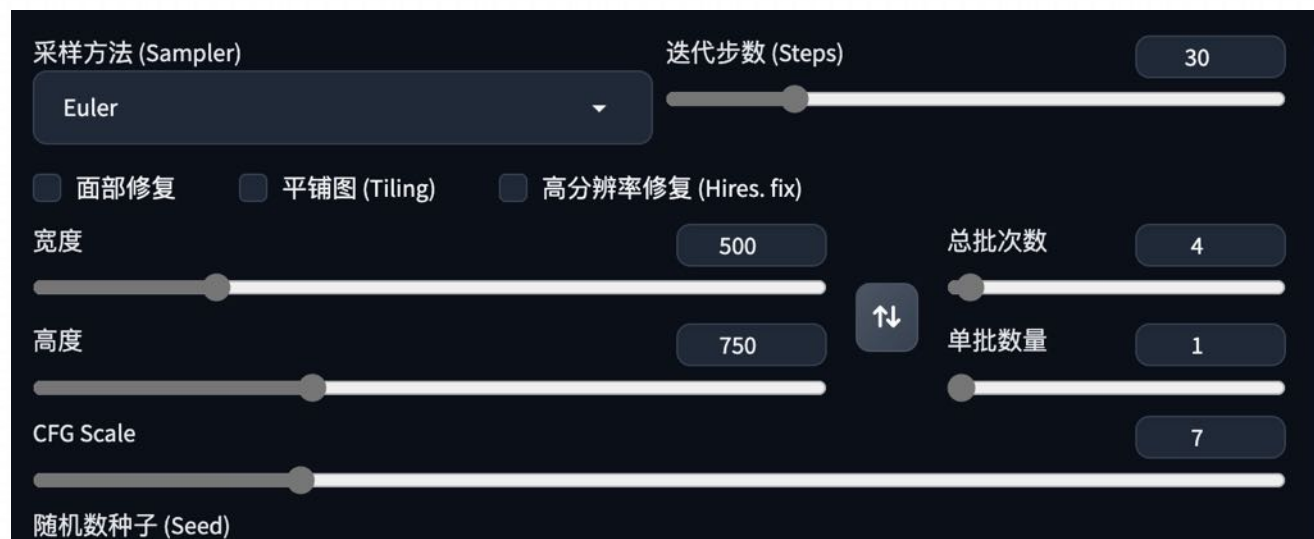 采样方法 (Sampler)
迭代步数 (Steps)
30
Euler
面部修复
平铺图 (Tiling)
高分辨率修复 (Hires. fix)
宽度
500
总批次数
4
高度
750
单批数量
1
CFG Scale
7
随机数种子 (Seed)